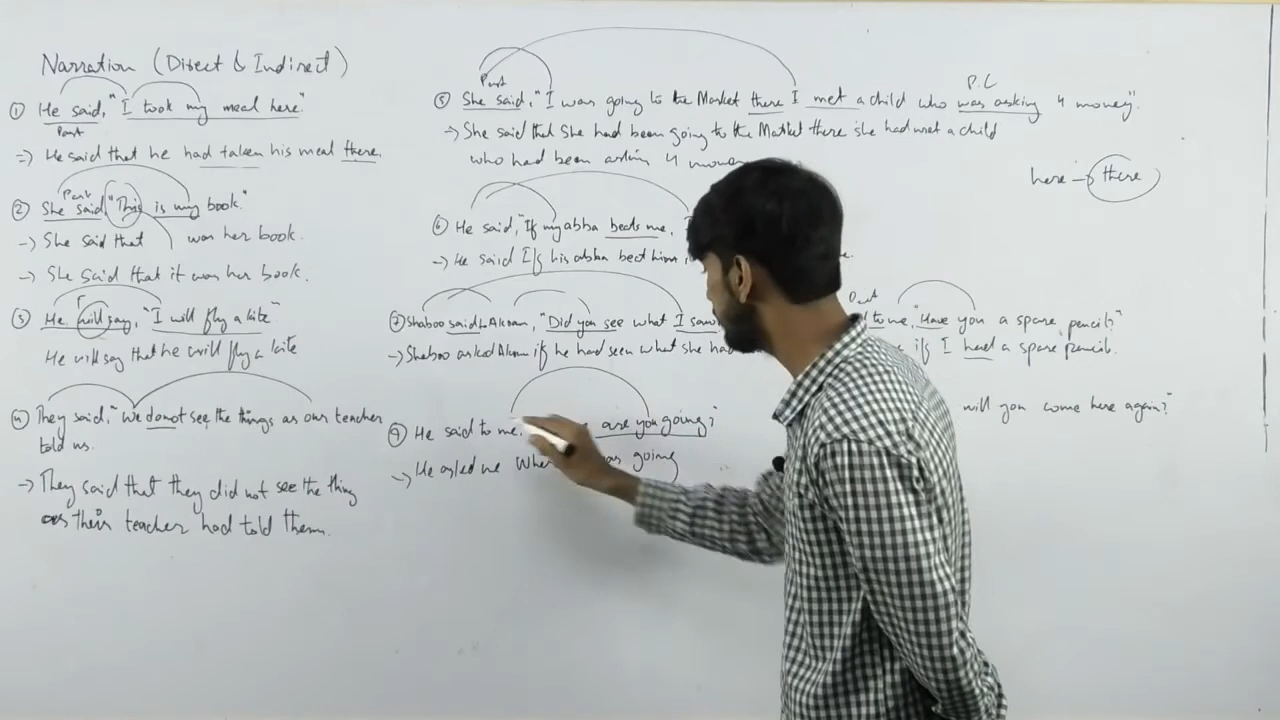 Narration (Direct & Indirect)
① He said, "I took my meal here."
Past
=> He said that he had taken his meal there.
Past
② She said "This is my book."
-> She said that was her book.
-> She said that it was her book.
③ He will say, "I will fly a kite"
He will say that he will fly a kite
④ They said, "we do not see the things as our teacher
told us.
-> They said that they did not see the thing
as their teacher had told them.
Past
P.C
⑤ She said, "I was going to the Market there I met a child who was asking 4 money".
-> She said that she had been going to the Market there she had met a child
who had been asking 4 money
here -> there
⑥ He said, "If my abba beats me,
-> He said If his abba beat him
⑦ Shaboo said to Akram, "Did you see what I saw
-> Shaboo asked Akram if he had seen what she had
Past
to me, "Have you a spare pencil?"
if I had a spare pencil.
⑨ He said to me, are you going?"
-> He asked me going
will you come here again?"